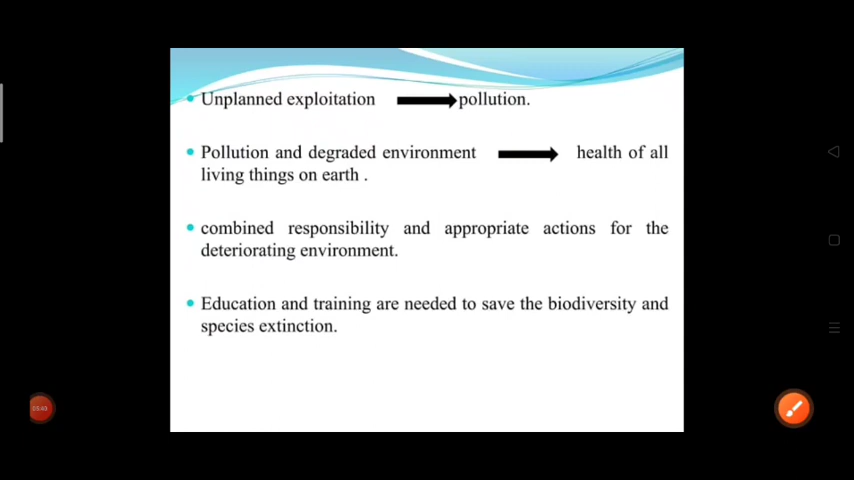 Unplanned exploitation pollution.
Pollution and degraded environment health of all
living things on earth .
combined responsibility and appropriate actions for the
deteriorating environment.
Education and training are needed to save the biodiversity and
species extinction.